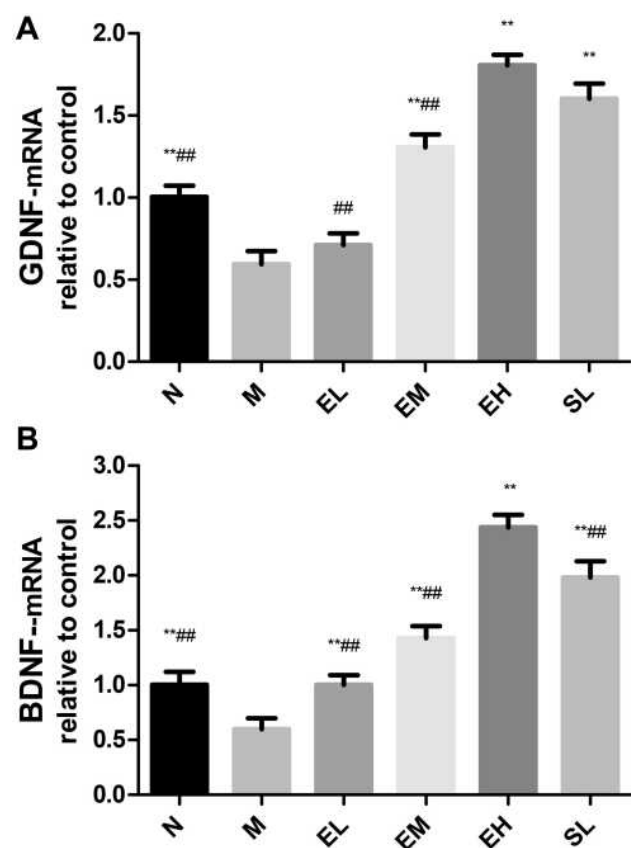 A
GDNF-mRNA
relative to control
2.0
1.5
1.0
0.5
0.0
**##
##
**##
**
**
N
M
EL
EM
EH
SL
B
BDNF--mRNA
relative to control
3.0
2.5
2.0
1.5
1.0
0.5
0.0
**##
**##
**##
**
**##
N
M
EL
EM
EH
SL